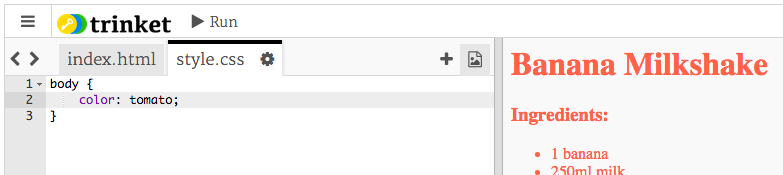 trinket Run
index.html style.css
1 body {
2 color: tomato;
3 }
Banana Milkshake
Ingredients:
1 banana
250ml milk